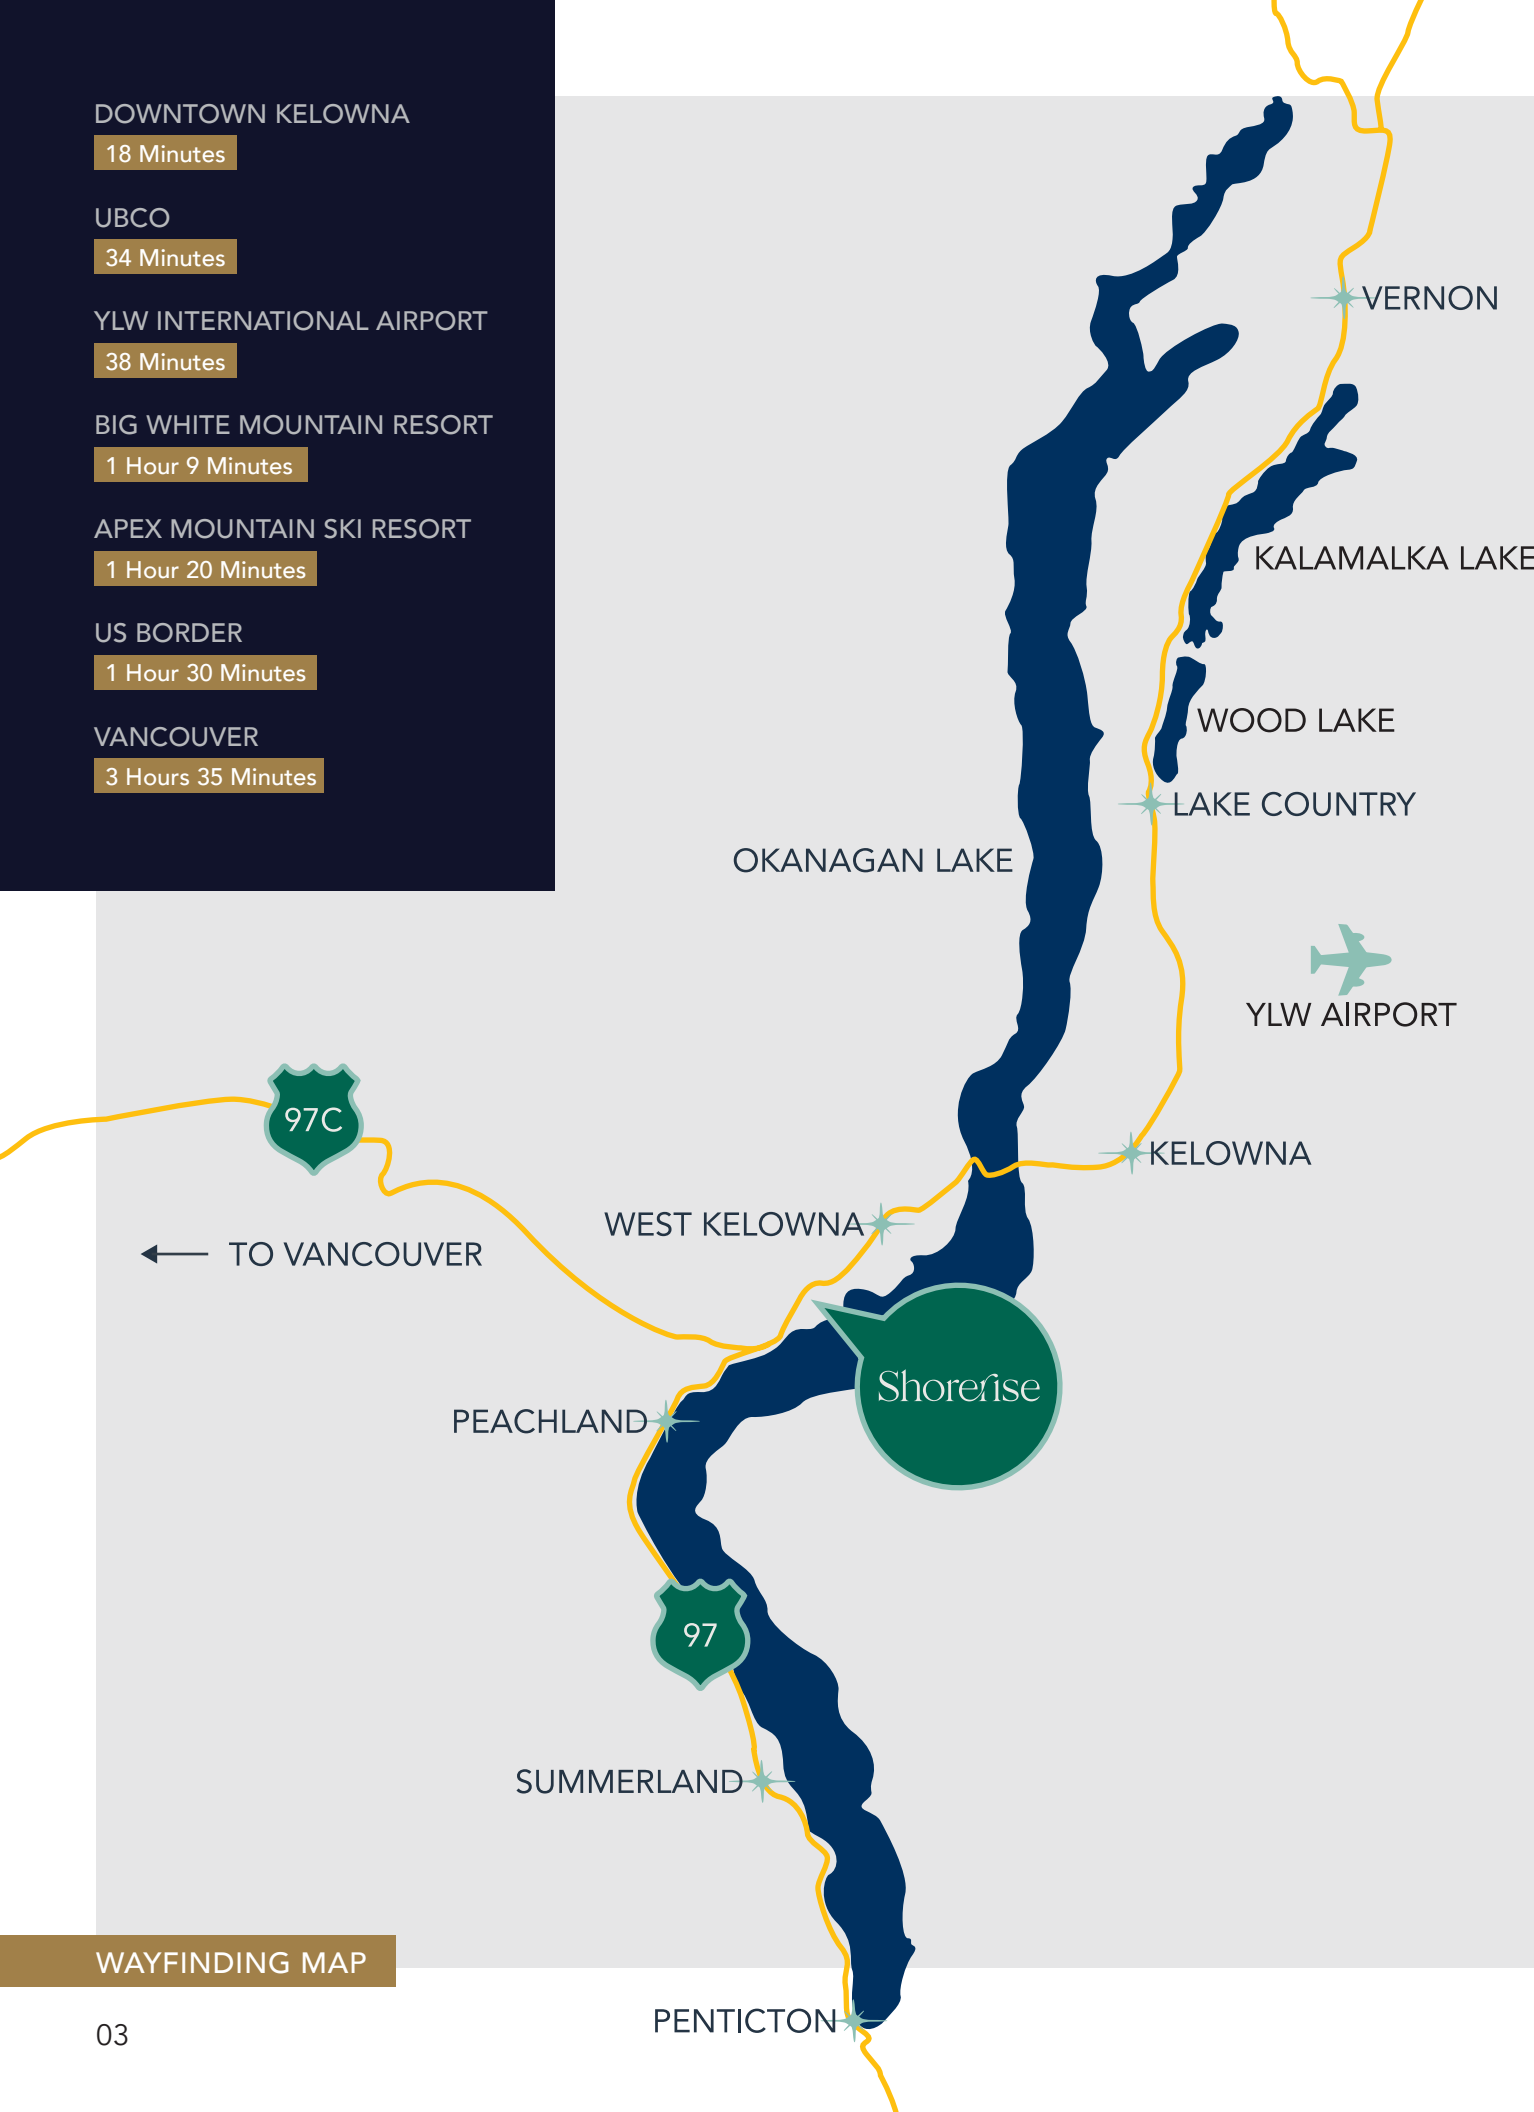 DOWNTOWN KELOWNA
18 Minutes
UBCO
34 Minutes
YLW INTERNATIONAL AIRPORT
38 Minutes
BIG WHITE MOUNTAIN RESORT
1 Hour 9 Minutes
APEX MOUNTAIN SKI RESORT
1 Hour 20 Minutes
US BORDER
1 Hour 30 Minutes
VANCOUVER
3 Hours 35 Minutes
VERNON
KALAMALKA LAKE
WOOD LAKE
LAKE COUNTRY
OKANAGAN LAKE
YLW AIRPORT
97C
KELOWNA
WEST KELOWNA
TO VANCOUVER
Shorerise
PEACHLAND
97
SUMMERLAND
WAYFINDING MAP
PENTICTON
03